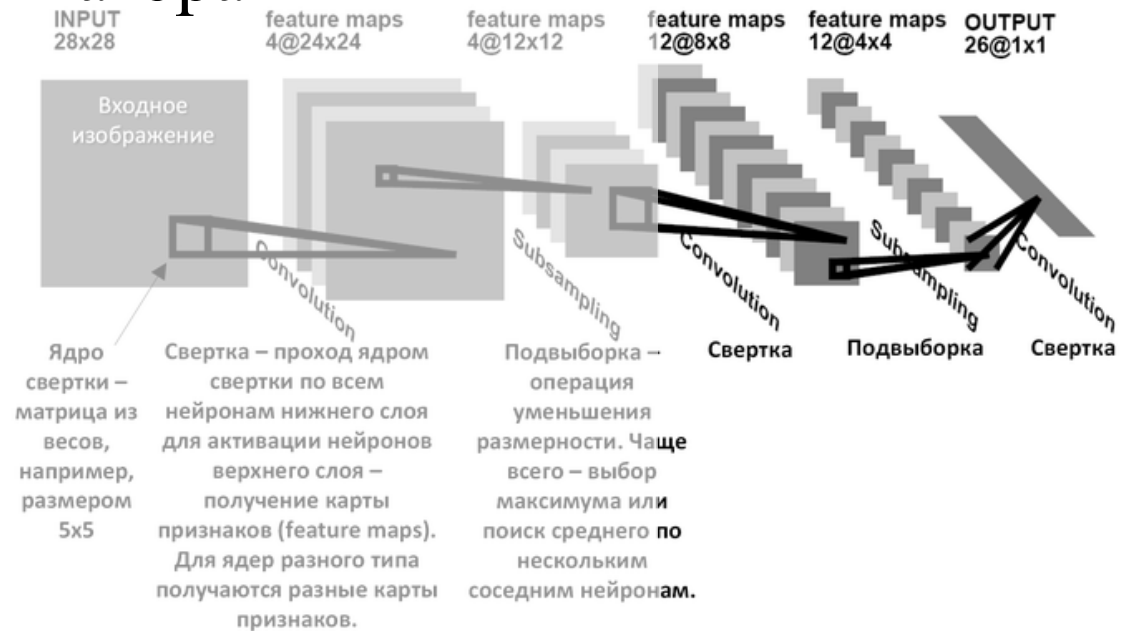 INPUT
28x28
feature maps
4@24x24
feature maps
4@12x12
feature maps
12@8x8
feature maps
12@4x4
OUTPUT
26@1x1
Входное
изображение
Convolution
Subsampling
Convolution
Subsampling
Convolution
Ядро
свертки –
матрица из
весов,
например,
размером
5x5
Свертка – проход ядром
свертки по всем
нейронам нижнего слоя
для активации нейронов
верхнего слоя –
получение карты
признаков (feature maps).
Для ядер разного типа
получаются разные карты
признаков.
Подвыборка –
операция
уменьшения
размерности. Чаще
всего – выбор
максимума или
поиск среднего по
нескольким
соседним нейронам.
Свертка
Подвыборка
Свертка